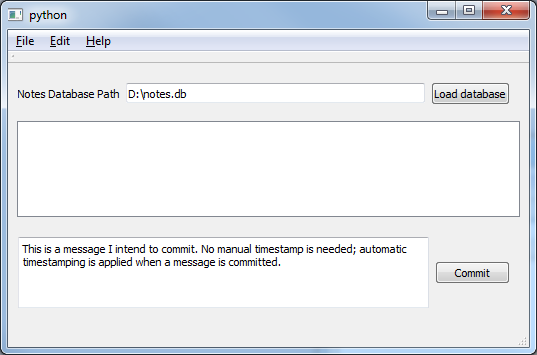 python
File Edit Help
Notes Database Path D:\notes.db Load database
This is a message I intend to commit. No manual timestamp is needed; automatic
timestamping is applied when a message is committed.
Commit